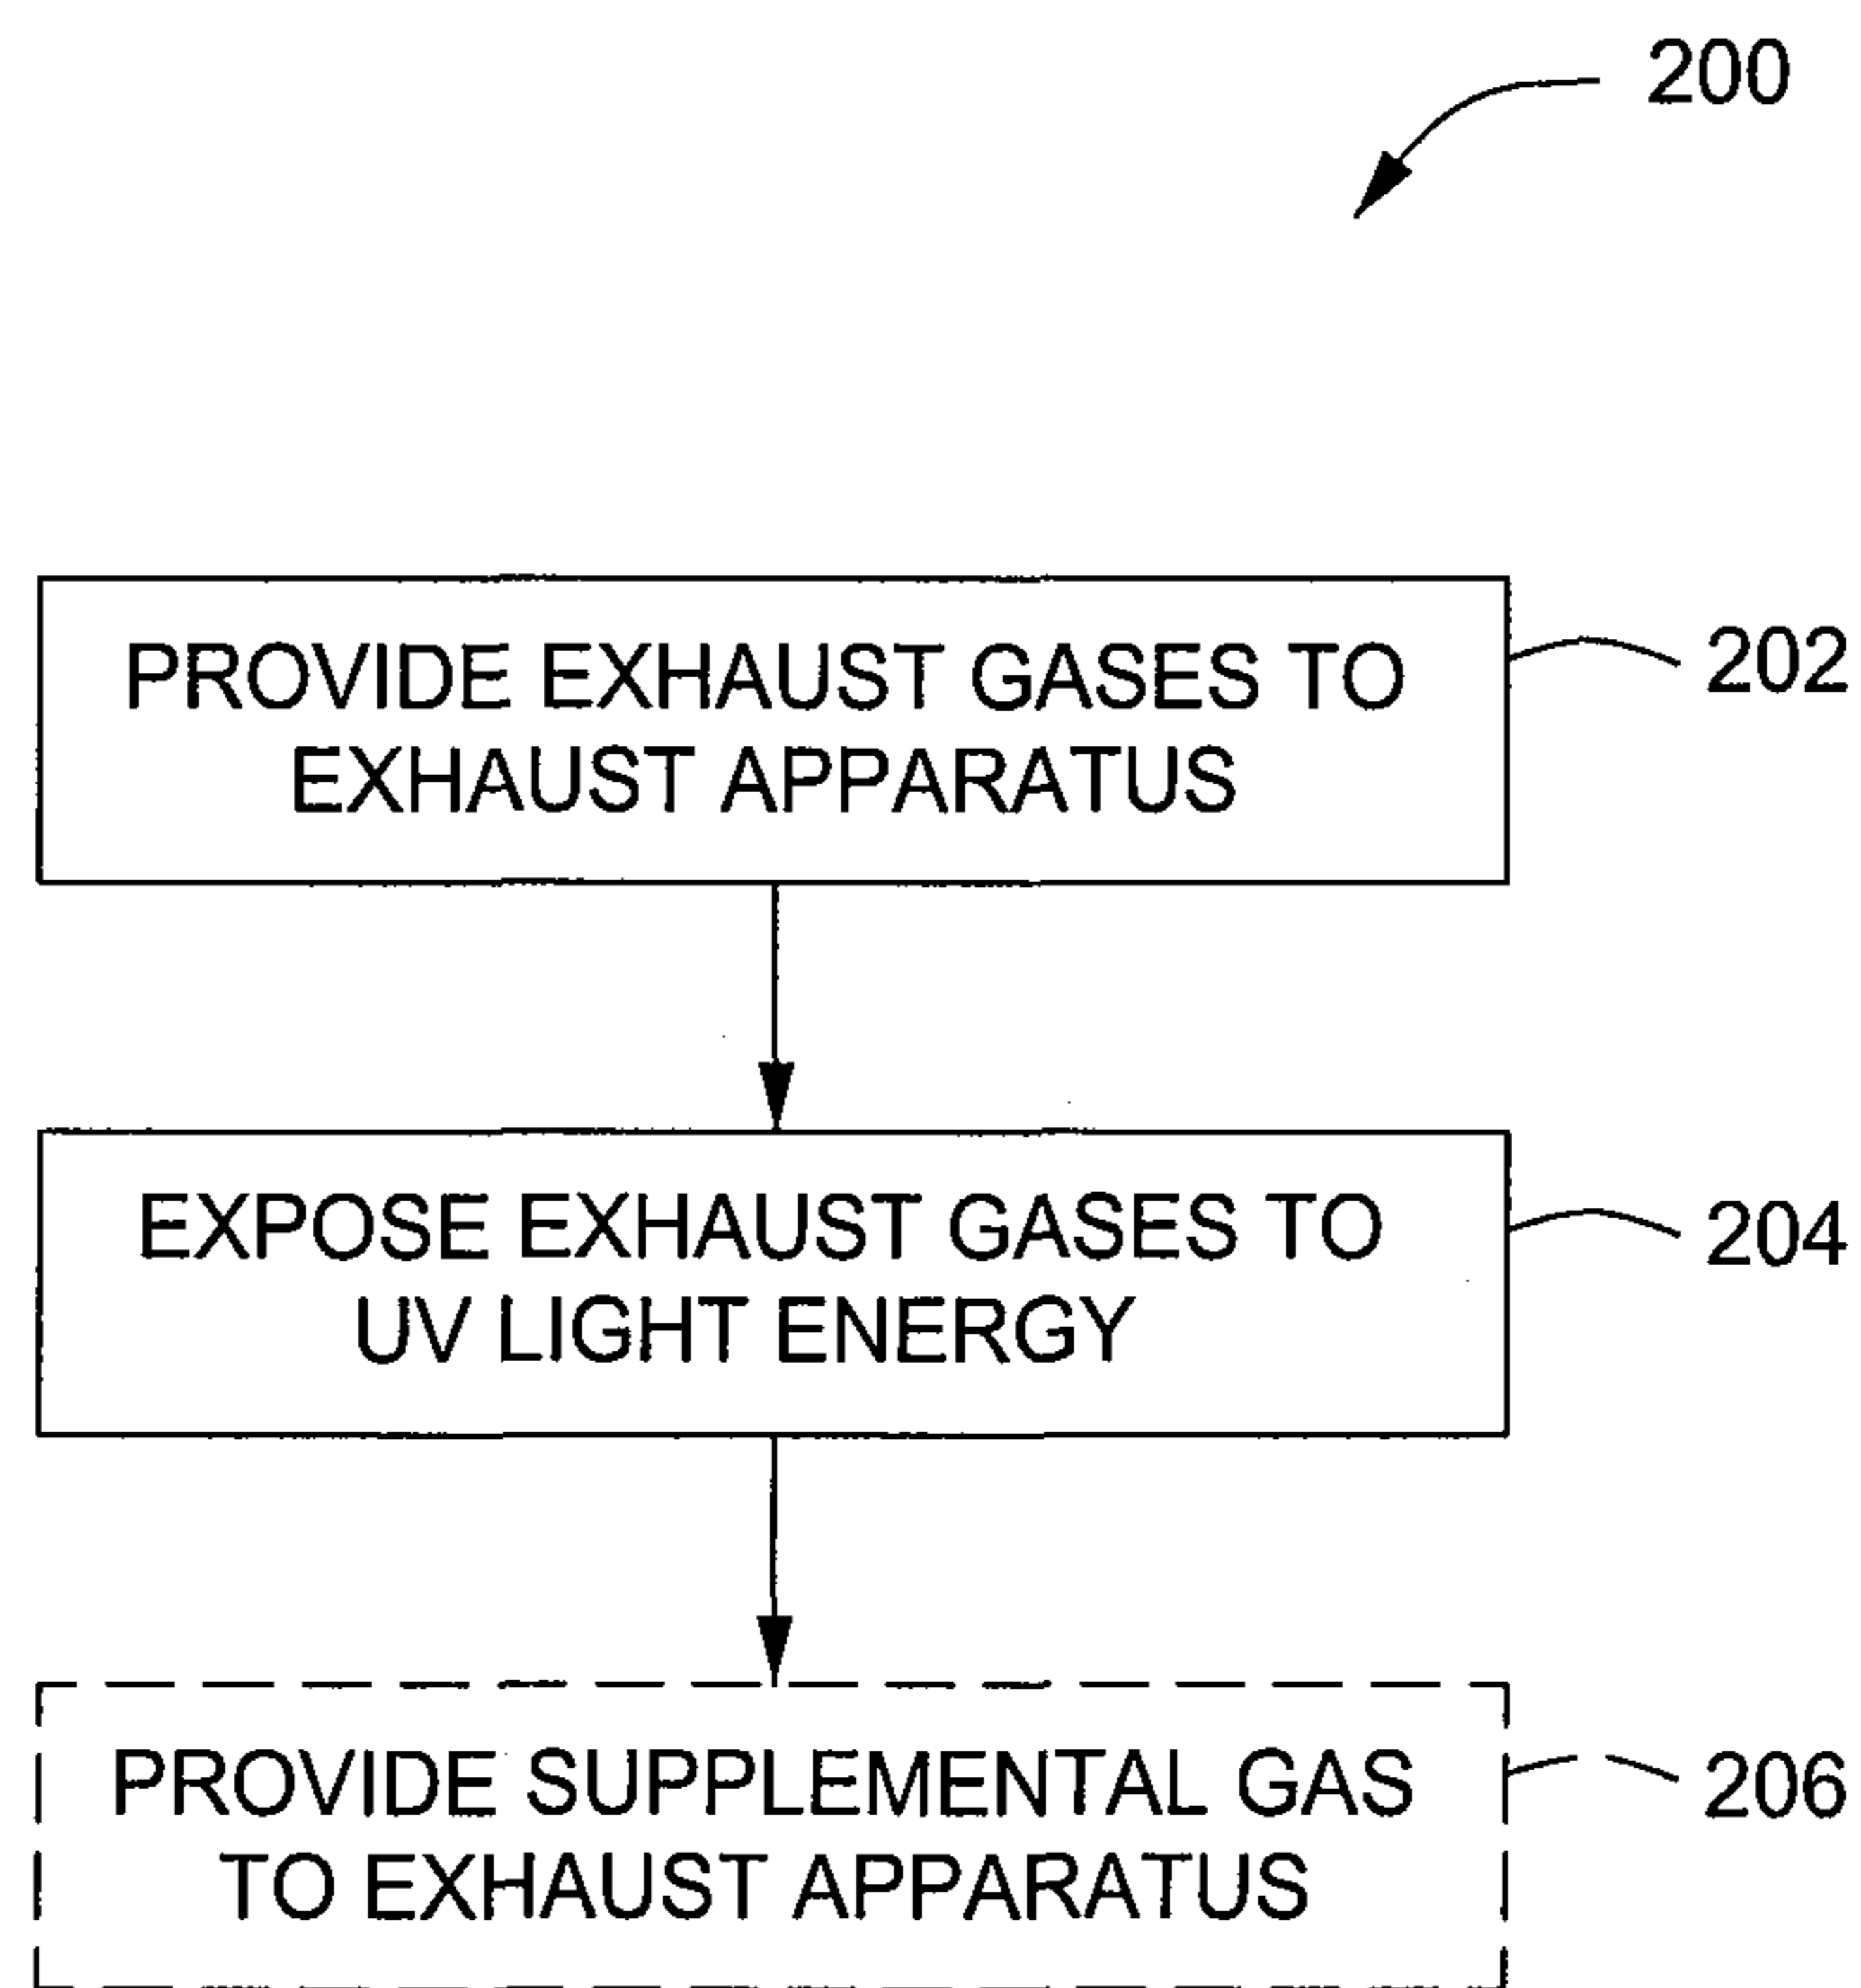 200
PROVIDE EXHAUST GASES TO
EXHAUST APPARATUS
202
EXPOSE EXHAUST GASES TO
UV LIGHT ENERGY
204
PROVIDE SUPPLEMENTAL GAS
TO EXHAUST APPARATUS
206